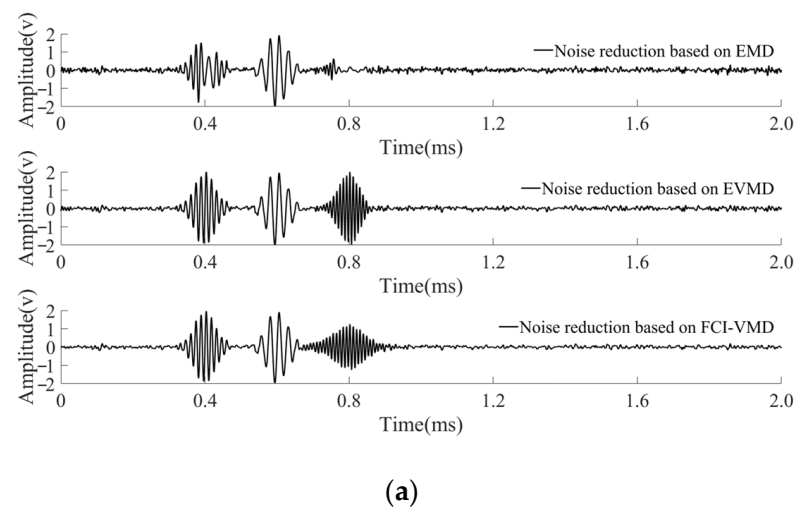 Amplitude(v)
2
1
0
−1
−2
Noise reduction based on EMD
0 0.4 0.8 1.2 1.6 2.0
Time(ms)
Amplitude(v)
2
1
0
−1
−2
Noise reduction based on EVMD
0 0.4 0.8 1.2 1.6 2.0
Time(ms)
Amplitude(v)
2
1
0
−1
−2
Noise reduction based on FCI-VMD
0 0.4 0.8 1.2 1.6 2.0
Time(ms)
(a)